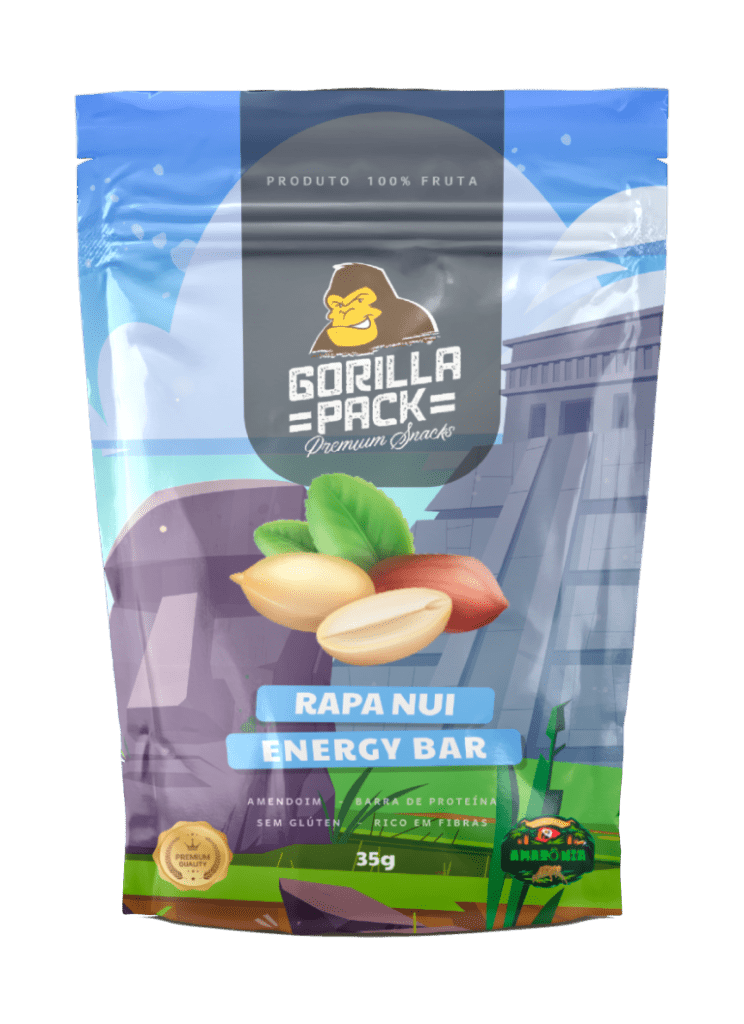 PRODUTO 100% FRUTA
GORILLA
PACK
Premium Snacks
RAPA NUI
ENERGY BAR
AMENDOIM - BARRA DE PROTEÍNA
SEM GLÚTEN - RICO EM FIBRAS
35g
PREMIUM
QUALITY
AMAZÔNIA